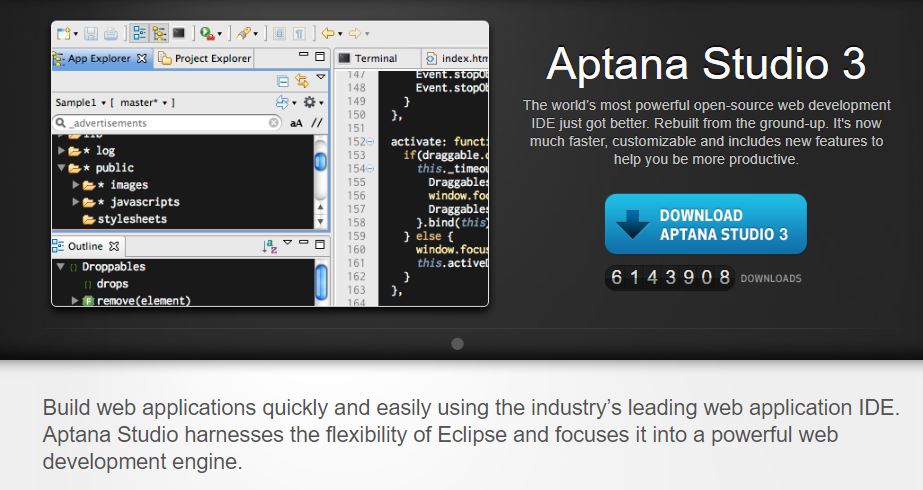 App Explorer
Project Explorer
Sample1 [ master* ]
_advertisements
aA //
* log
* public
* images
* javascripts
stylesheets
Outline
Droppables
drops
remove(element)
Terminal
index.htm
147
148 Event.stopOb
149 }
150 },
151
152 activate: functi
153 if(draggable.o
154 this._timeou
155 Draggables
156 window.foc
157 Draggables
158 }.bind(this)
159 } else {
160 window.focus
161 this.activeD
162 }
163 },
164
Aptana Studio 3
The world's most powerful open-source web development
IDE just got better. Rebuilt from the ground-up. It's now
much faster, customizable and includes new features to
help you be more productive.
DOWNLOAD
APTANA STUDIO 3
6143908 DOWNLOADS
Build web applications quickly and easily using the industry's leading web application IDE.
Aptana Studio harnesses the flexibility of Eclipse and focuses it into a powerful web
development engine.